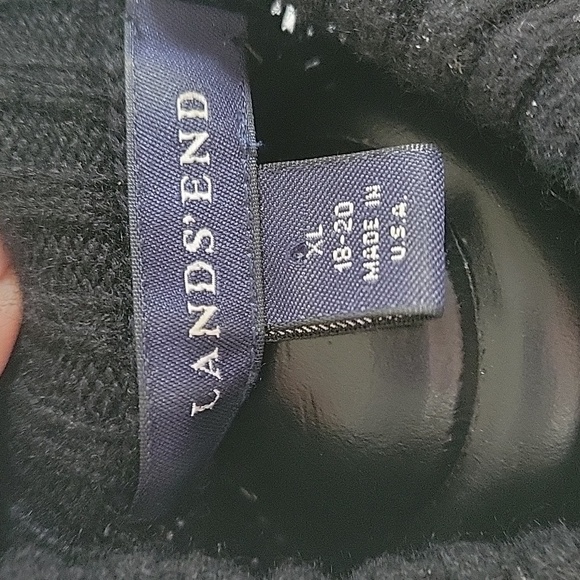 LANDS' END
XL
18-20
MADE IN
U.S.A.